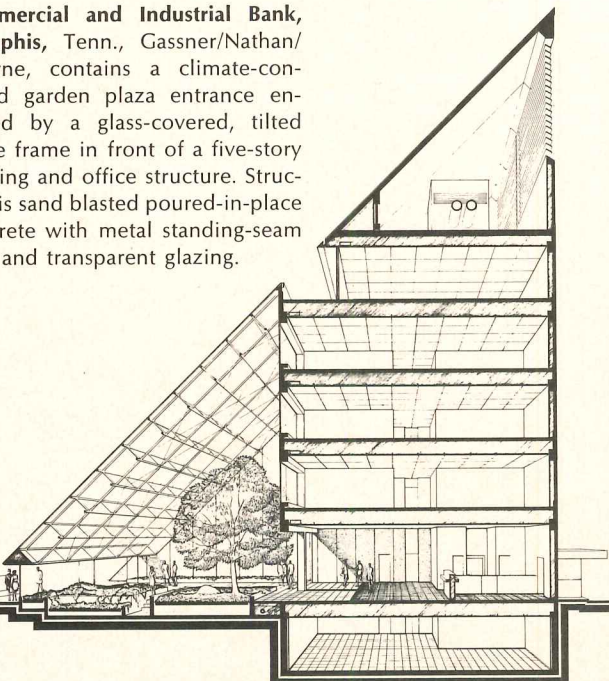 mercial and Industrial Bank,
phis, Tenn., Gassner/Nathan/
ne, contains a climate-con-
d garden plaza entrance en-
d by a glass-covered, tilted
e frame in front of a five-story
ing and office structure. Struc-
is sand blasted poured-in-place
rete with metal standing-seam
and transparent glazing.